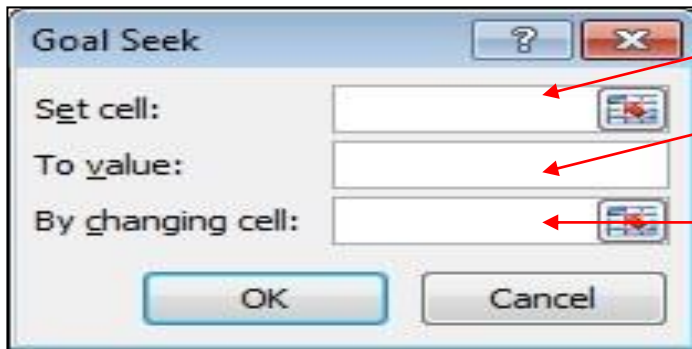 Goal Seek
Set cell:
To value:
By changing cell:
OK
Cancel